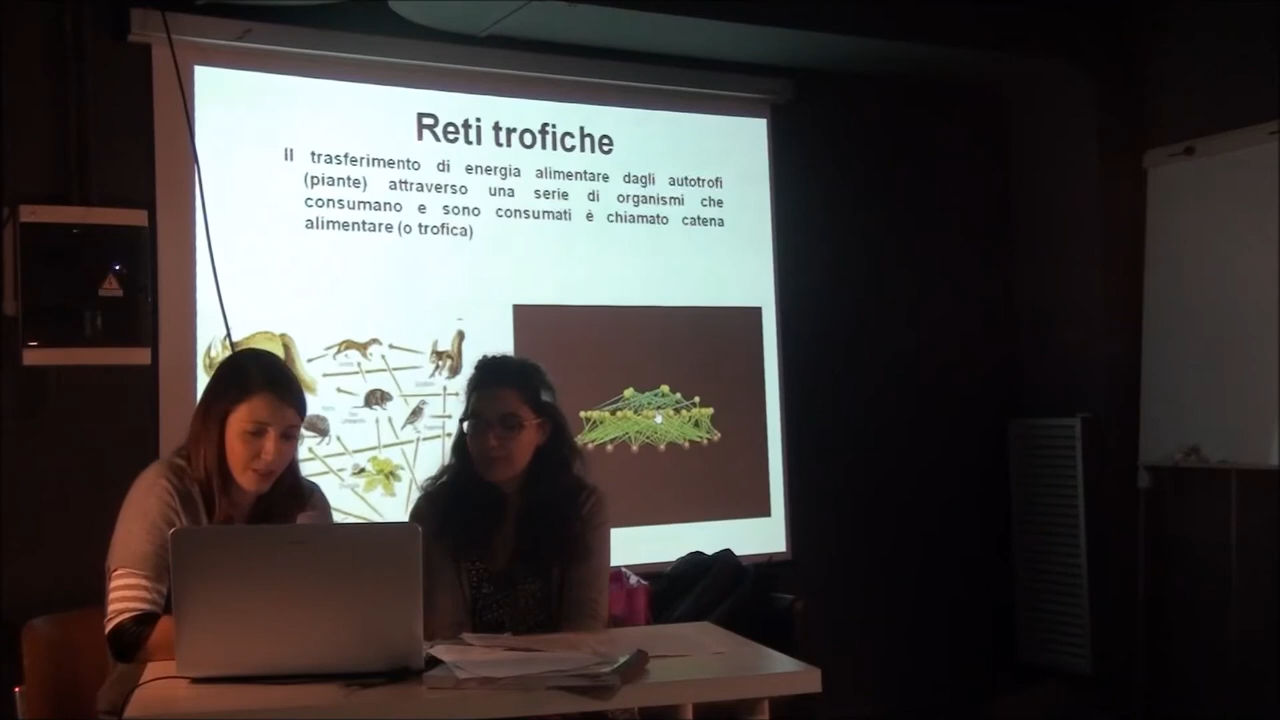 Reti trofiche
Il trasferimento di energia alimentare dagli autotrofi
(piante) attraverso una serie di organismi che
consumano e sono consumati è chiamato catena
alimentare (o trofica)